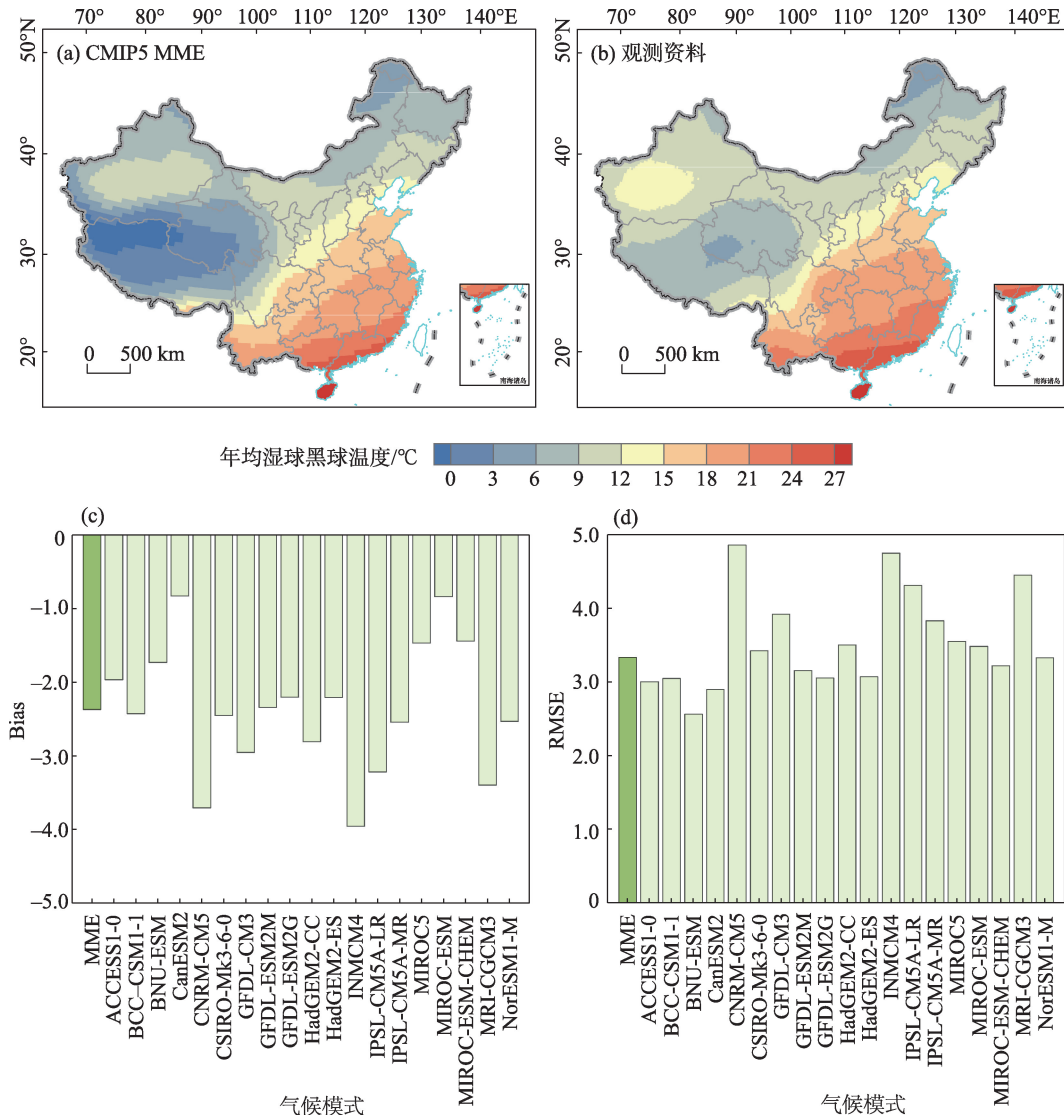 70° 80° 90° 100° 110° 120° 130° 140°E
50°N
40°
30°
20°
(a) CMIP5 MME
0 500 km
南海诸岛
70° 80° 90° 100° 110° 120° 130° 140°E
50°N
40°
30°
20°
(b) 观测资料
0 500 km
南海诸岛
年均湿球黑球温度/℃
0 3 6 9 12 15 18 21 24 27
(c)
Bias
0
–1.0
–2.0
–3.0
–4.0
–5.0
MME
ACCESS1-0
BCC-CSM1-1
BNU-ESM
CanESM2
CNRM-CM5
CSIRO-Mk3-6-0
GFDL-CM3
GFDL-ESM2M
GFDL-ESM2G
HadGEM2-CC
HadGEM2-ES
INMCM4
IPSL-CM5A-LR
IPSL-CM5A-MR
MIROC5
MIROC-ESM
MIROC-ESM-CHEM
MRI-CGCM3
NorESM1-M
气候模式
(d)
RMSE
5.0
4.0
3.0
2.0
1.0
0
MME
ACCESS1-0
BCC-CSM1-1
BNU-ESM
CanESM2
CNRM-CM5
CSIRO-Mk3-6-0
GFDL-CM3
GFDL-ESM2M
GFDL-ESM2G
HadGEM2-CC
HadGEM2-ES
INMCM4
IPSL-CM5A-LR
IPSL-CM5A-MR
MIROC5
MIROC-ESM
MIROC-ESM-CHEM
MRI-CGCM3
NorESM1-M
气候模式